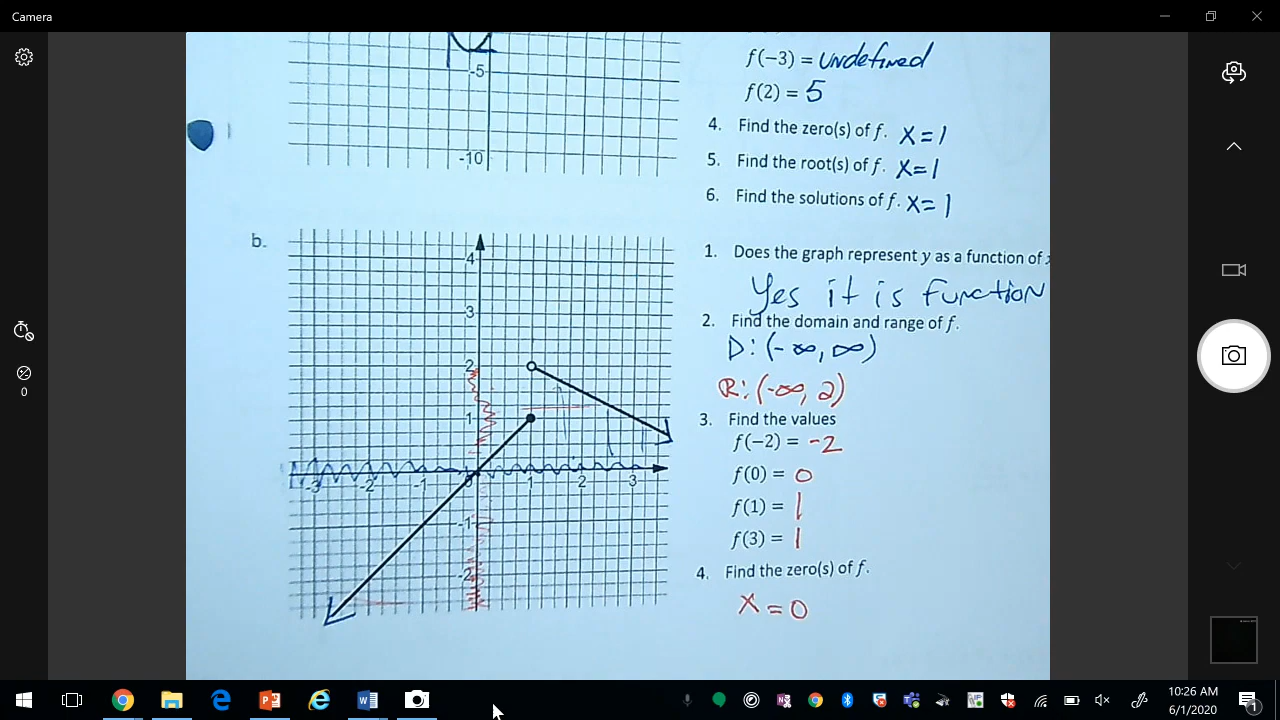 Camera
f(−3) = undefined
f(2) = 5
4. Find the zero(s) of f. x=1
5. Find the root(s) of f. x=1
6. Find the solutions of f. x=1
-5
-10
b.
1. Does the graph represent y as a function of x
Yes it is function
2. Find the domain and range of f.
D: (-∞, ∞)
R: (-∞, 2)
3. Find the values
f(−2) = -2
f(0) = 0
f(1) = 1
f(3) = 1
4. Find the zero(s) of f.
x = 0
4
3
2
1
-3 -2 -1 0 1 2 3
-1
-2
0
10:26 AM
6/1/2020
1